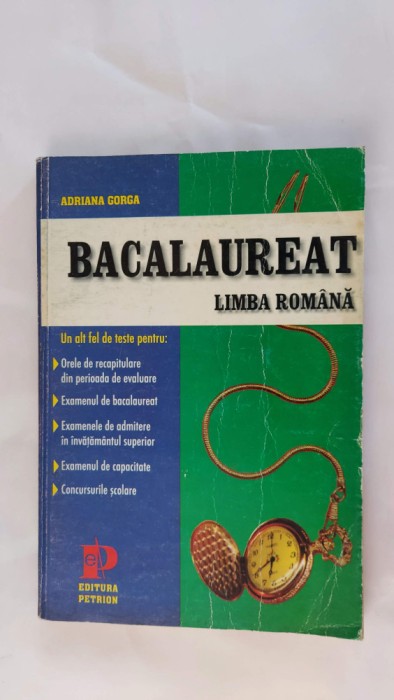 ADRIANA GORGA
BACALAUREAT
LIMBA ROMÂNĂ
Un alt fel de teste pentru:
Orele de recapitulare
din perioada de evaluare
Examenul de bacalaureat
Examenele de admitere
în învățământul superior
Examenul de capacitate
Concursurile școlare
eP
EDITURA
PETRION